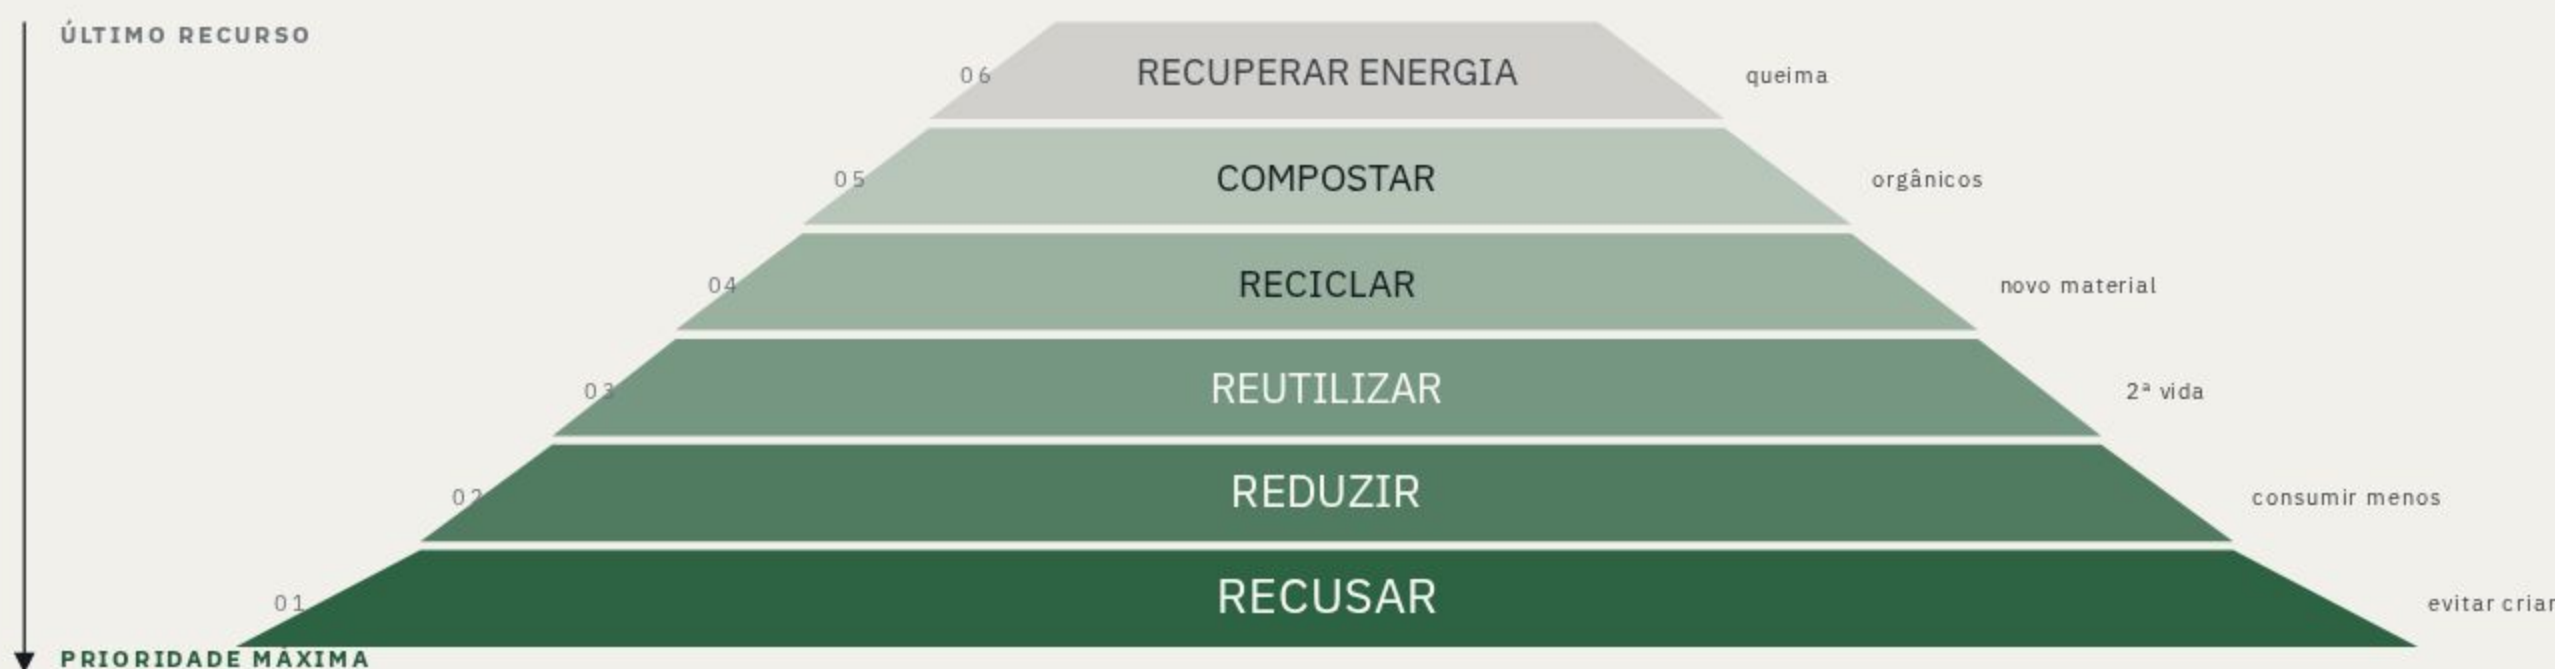 ÚLTIMO RECURSO
06 RECUPERAR ENERGIA queima
05 COMPOSTAR orgânicos
04 RECICLAR novo material
03 REUTILIZAR 2ª vida
02 REDUZIR consumir menos
01 RECUSAR evitar criar
PRIORIDADE MÁXIMA